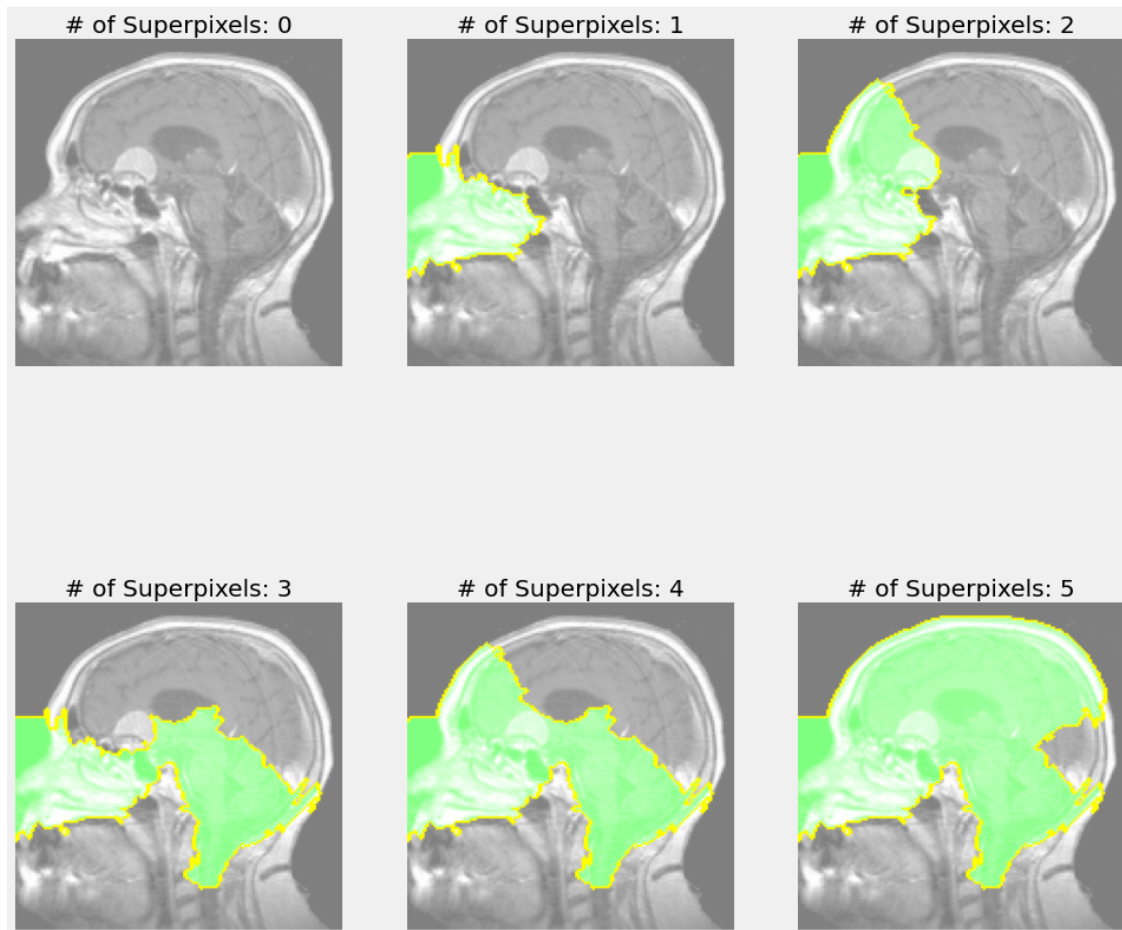 # of Superpixels: 0
# of Superpixels: 1
# of Superpixels: 2
# of Superpixels: 3
# of Superpixels: 4
# of Superpixels: 5